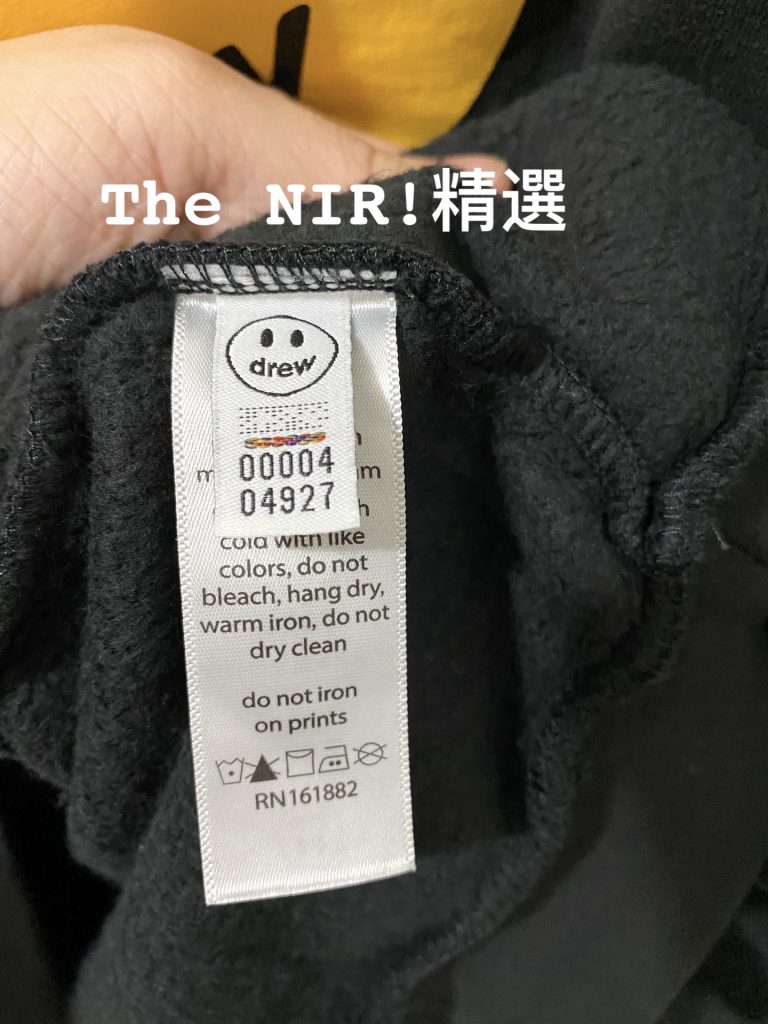 The NIR!精選
drew
00004
04927
cold with like
colors, do not
bleach, hang dry,
warm iron, do not
dry clean
do not iron
on prints
RN161882